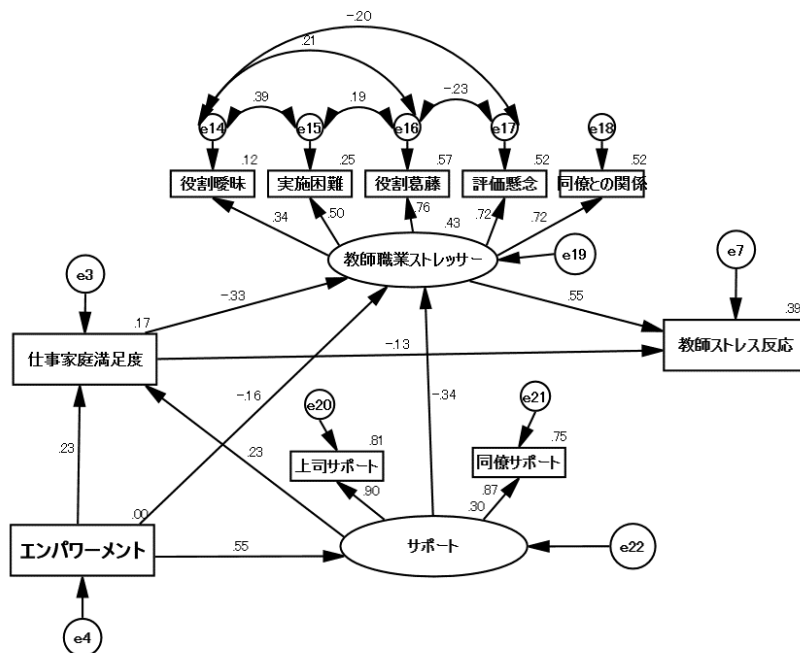 -.20
.21
.39
.19
-.23
e14
e15
e16
e17
e18
.12
.25
.57
.52
.52
役割曖昧
実施困難
役割葛藤
評価懸念
同僚との関係
.34
.50
.76
.72
.72
.43
教師職業ストレッサー
e19
e3
e7
-.33
.55
.17
.39
仕事家庭満足度
教師ストレス反応
-.13
-.16
-.34
e20
e21
.23
.23
.81
.75
上司サポート
同僚サポート
.90
.87
.00
.30
エンパワーメント
.55
サポート
e22
e4